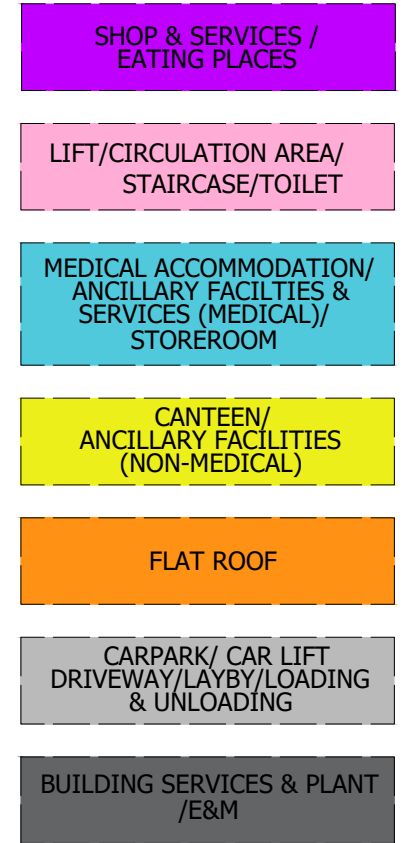 SHOP & SERVICES /
EATING PLACES
LIFT/CIRCULATION AREA/
STAIRCASE/TOILET
MEDICAL ACCOMMODATION/
ANCILLARY FACILTIES &
SERVICES (MEDICAL)/
STOREROOM
CANTEEN/
ANCILLARY FACILITIES
(NON-MEDICAL)
FLAT ROOF
CARPARK/ CAR LIFT
DRIVEWAY/LAYBY/LOADING
& UNLOADING
BUILDING SERVICES & PLANT
/E&M